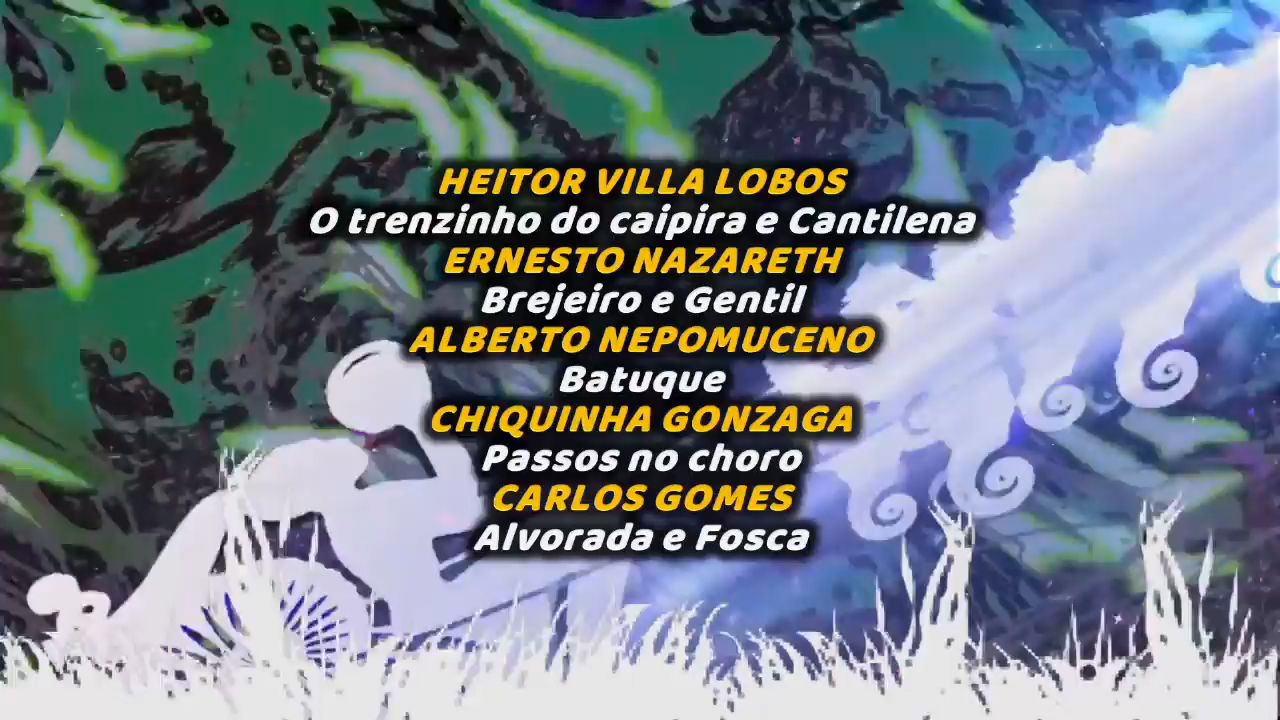 HEITOR VILLA LOBOS
O trenzinho do caipira e Cantilena
ERNESTO NAZARETH
Brejeiro e Gentil
ALBERTO NEPOMUCENO
Batuque
CHIQUINHA GONZAGA
Passos no choro
CARLOS GOMES
Alvorada e Fosca